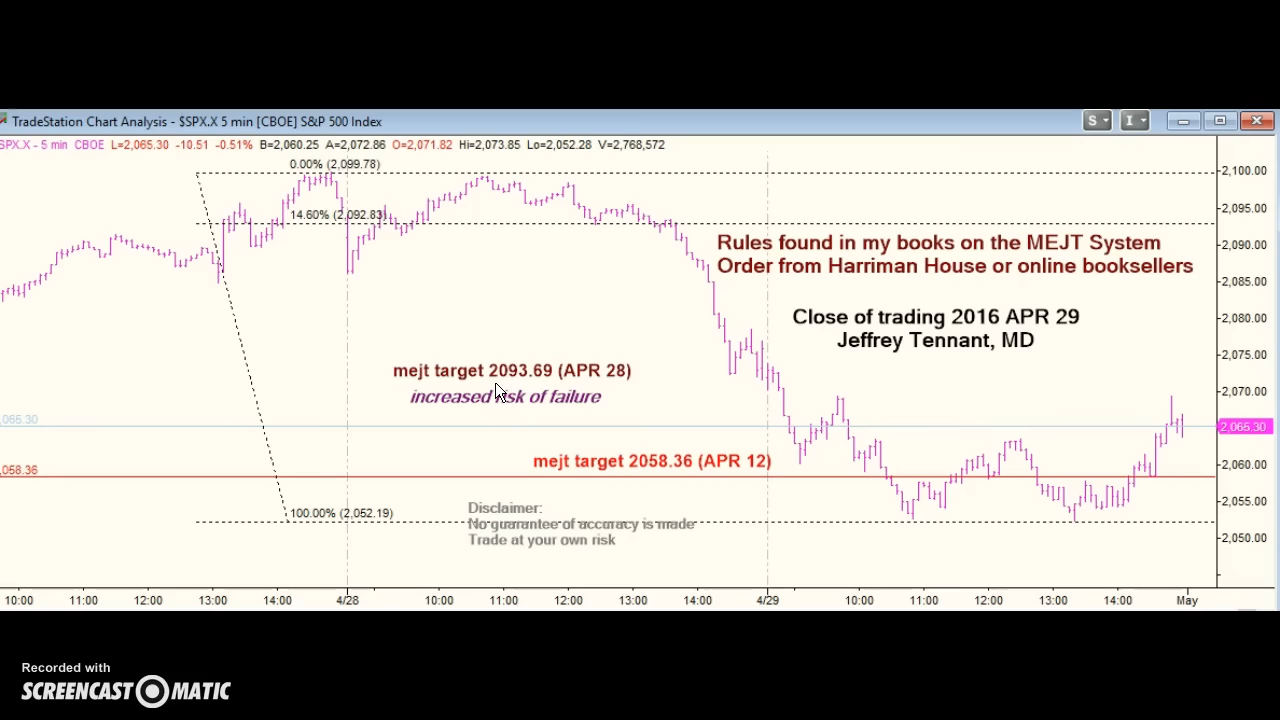 TradeStation Chart Analysis - $SPX.X 5 min [CBOE] S&P 500 Index
S I
SPX.X - 5 min CBOE L=2,065.30 -10.51 -0.51% B=2,060.25 A=2,072.86 O=2,071.82 Hi=2,073.85 Lo=2,052.28 V=2,768,572
0.00% (2,099.78)
2,100.00
14.60% (2,092.83)
2,095.00
Rules found in my books on the MEJT System
2,090.00
Order from Harriman House or online booksellers
2,085.00
Close of trading 2016 APR 29
2,080.00
Jeffrey Tennant, MD
2,075.00
mejt target 2093.69 (APR 28)
increased risk of failure
2,070.00
,065.30
2,065.30
mejt target 2058.36 (APR 12)
2,060.00
,058.36
2,055.00
100.00% (2,052.19)
Disclaimer:
No guarantee of accuracy is made
Trade at your own risk
2,050.00
10:00 11:00 12:00 13:00 14:00 4/28 10:00 11:00 12:00 13:00 14:00 4/29 10:00 11:00 12:00 13:00 14:00 May
Recorded with
SCREENCAST MATIC